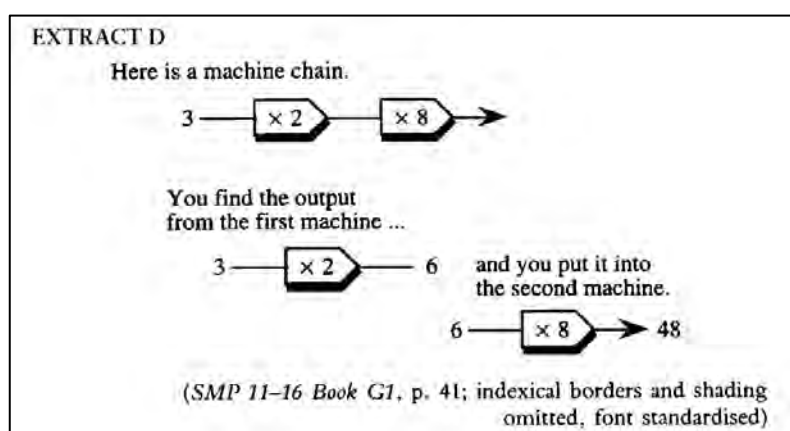 EXTRACT D
Here is a machine chain.
3 × 2 × 8
You find the output
from the first machine ...
3 × 2 6
and you put it into
the second machine.
6 × 8 48
(SMP 11–16 Book G1, p. 41; indexical borders and shading
omitted, font standardised)